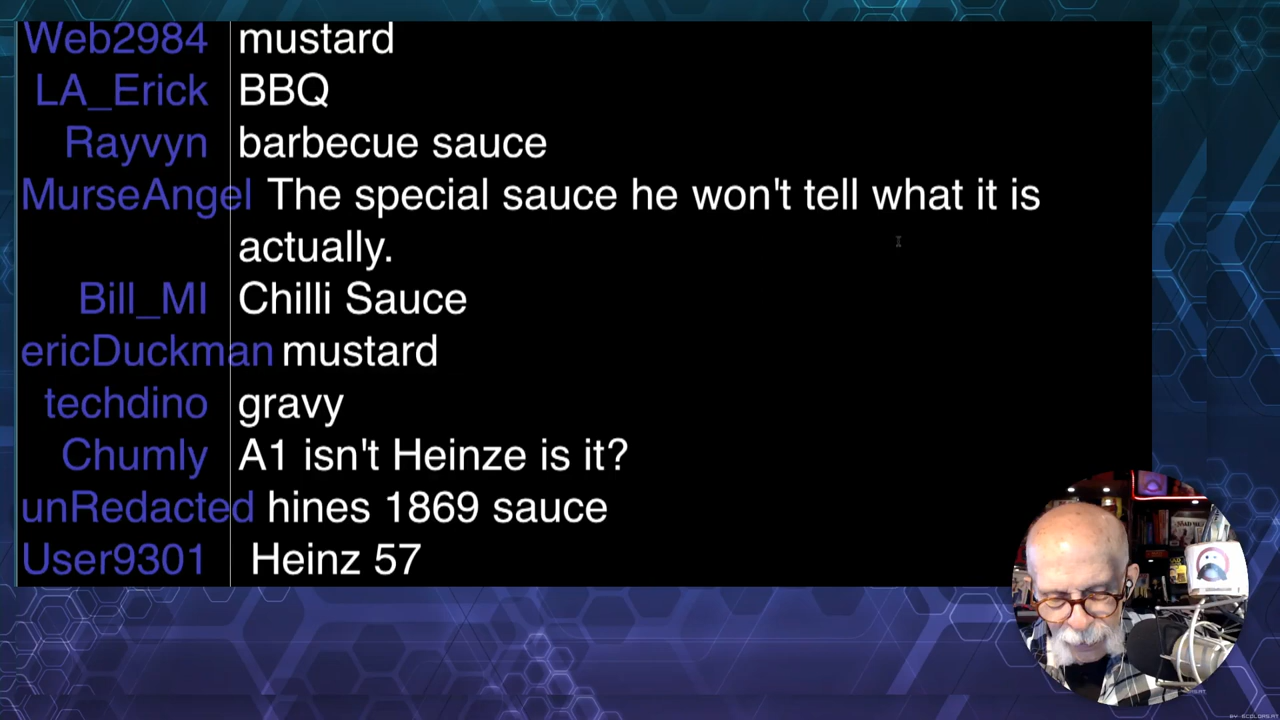 Web2984 mustard
LA_Erick BBQ
Rayvyn barbecue sauce
MurseAngel The special sauce he won't tell what it is
actually.
Bill_MI Chilli Sauce
ericDuckman mustard
techdino gravy
Chumly A1 isn't Heinze is it?
unRedacted hines 1869 sauce
User9301 Heinz 57